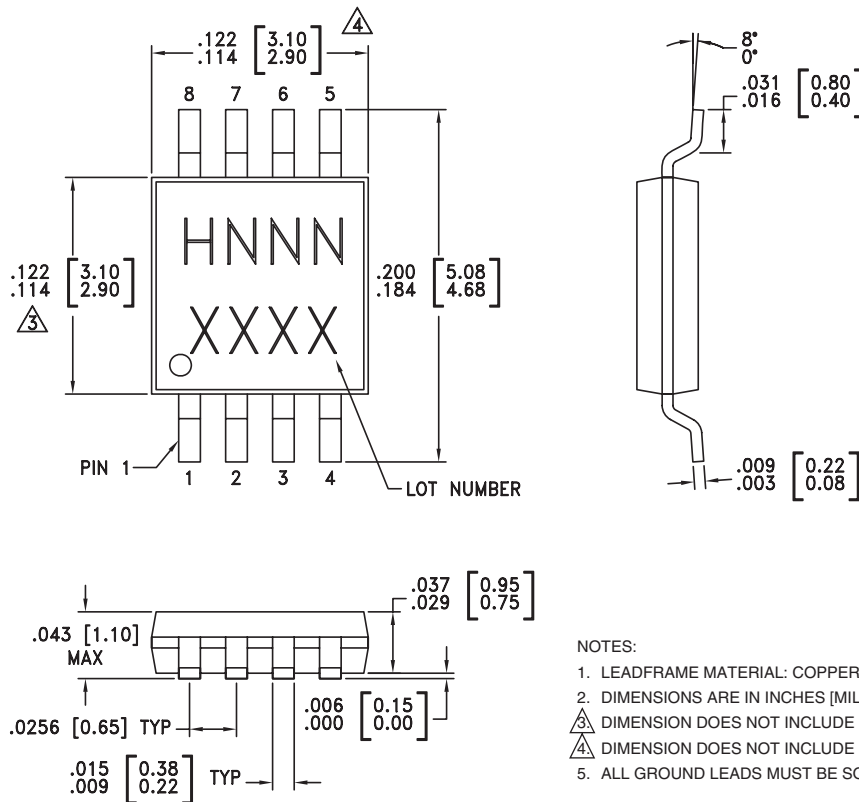 4
.122 [3.10]
.114 [2.90]
8 7 6 5
HNNN
XXXX
.122 [3.10]
.114 [2.90]
3
.200 [5.08]
.184 [4.68]
PIN 1
1 2 3 4
LOT NUMBER
8°
0°
.031 [0.80]
.016 [0.40]
.009 [0.22]
.003 [0.08]
.043 [1.10]
MAX
.037 [0.95]
.029 [0.75]
.0256 [0.65] TYP
.006 [0.15]
.000 [0.00]
.015 [0.38]
.009 [0.22]
TYP
NOTES:
1. LEADFRAME MATERIAL: COPPER
2. DIMENSIONS ARE IN INCHES [MIL
3. DIMENSION DOES NOT INCLUDE
4. DIMENSION DOES NOT INCLUDE
5. ALL GROUND LEADS MUST BE SO